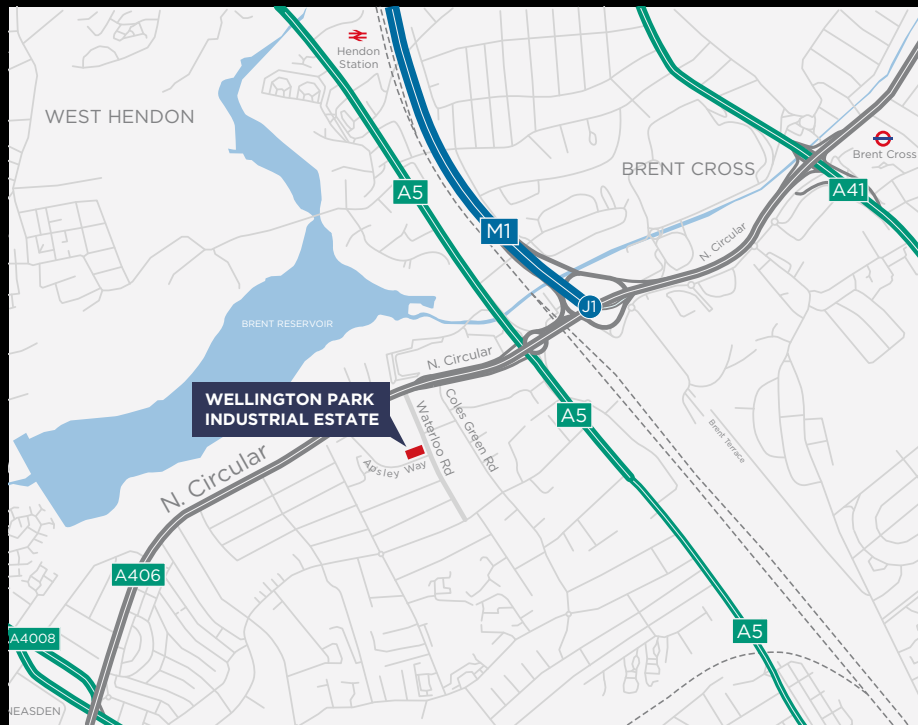 Hendon
Station
WEST HENDON
BRENT CROSS
Brent Cross
A5
A41
M1
N. Circular
J1
BRENT RESERVOIR
N. Circular
WELLINGTON PARK
INDUSTRIAL ESTATE
Waterloo Rd
Coles Green Rd
A5
Brent Terrace
Apsley Way
N. Circular
A406
A4008
A5
NEASDEN